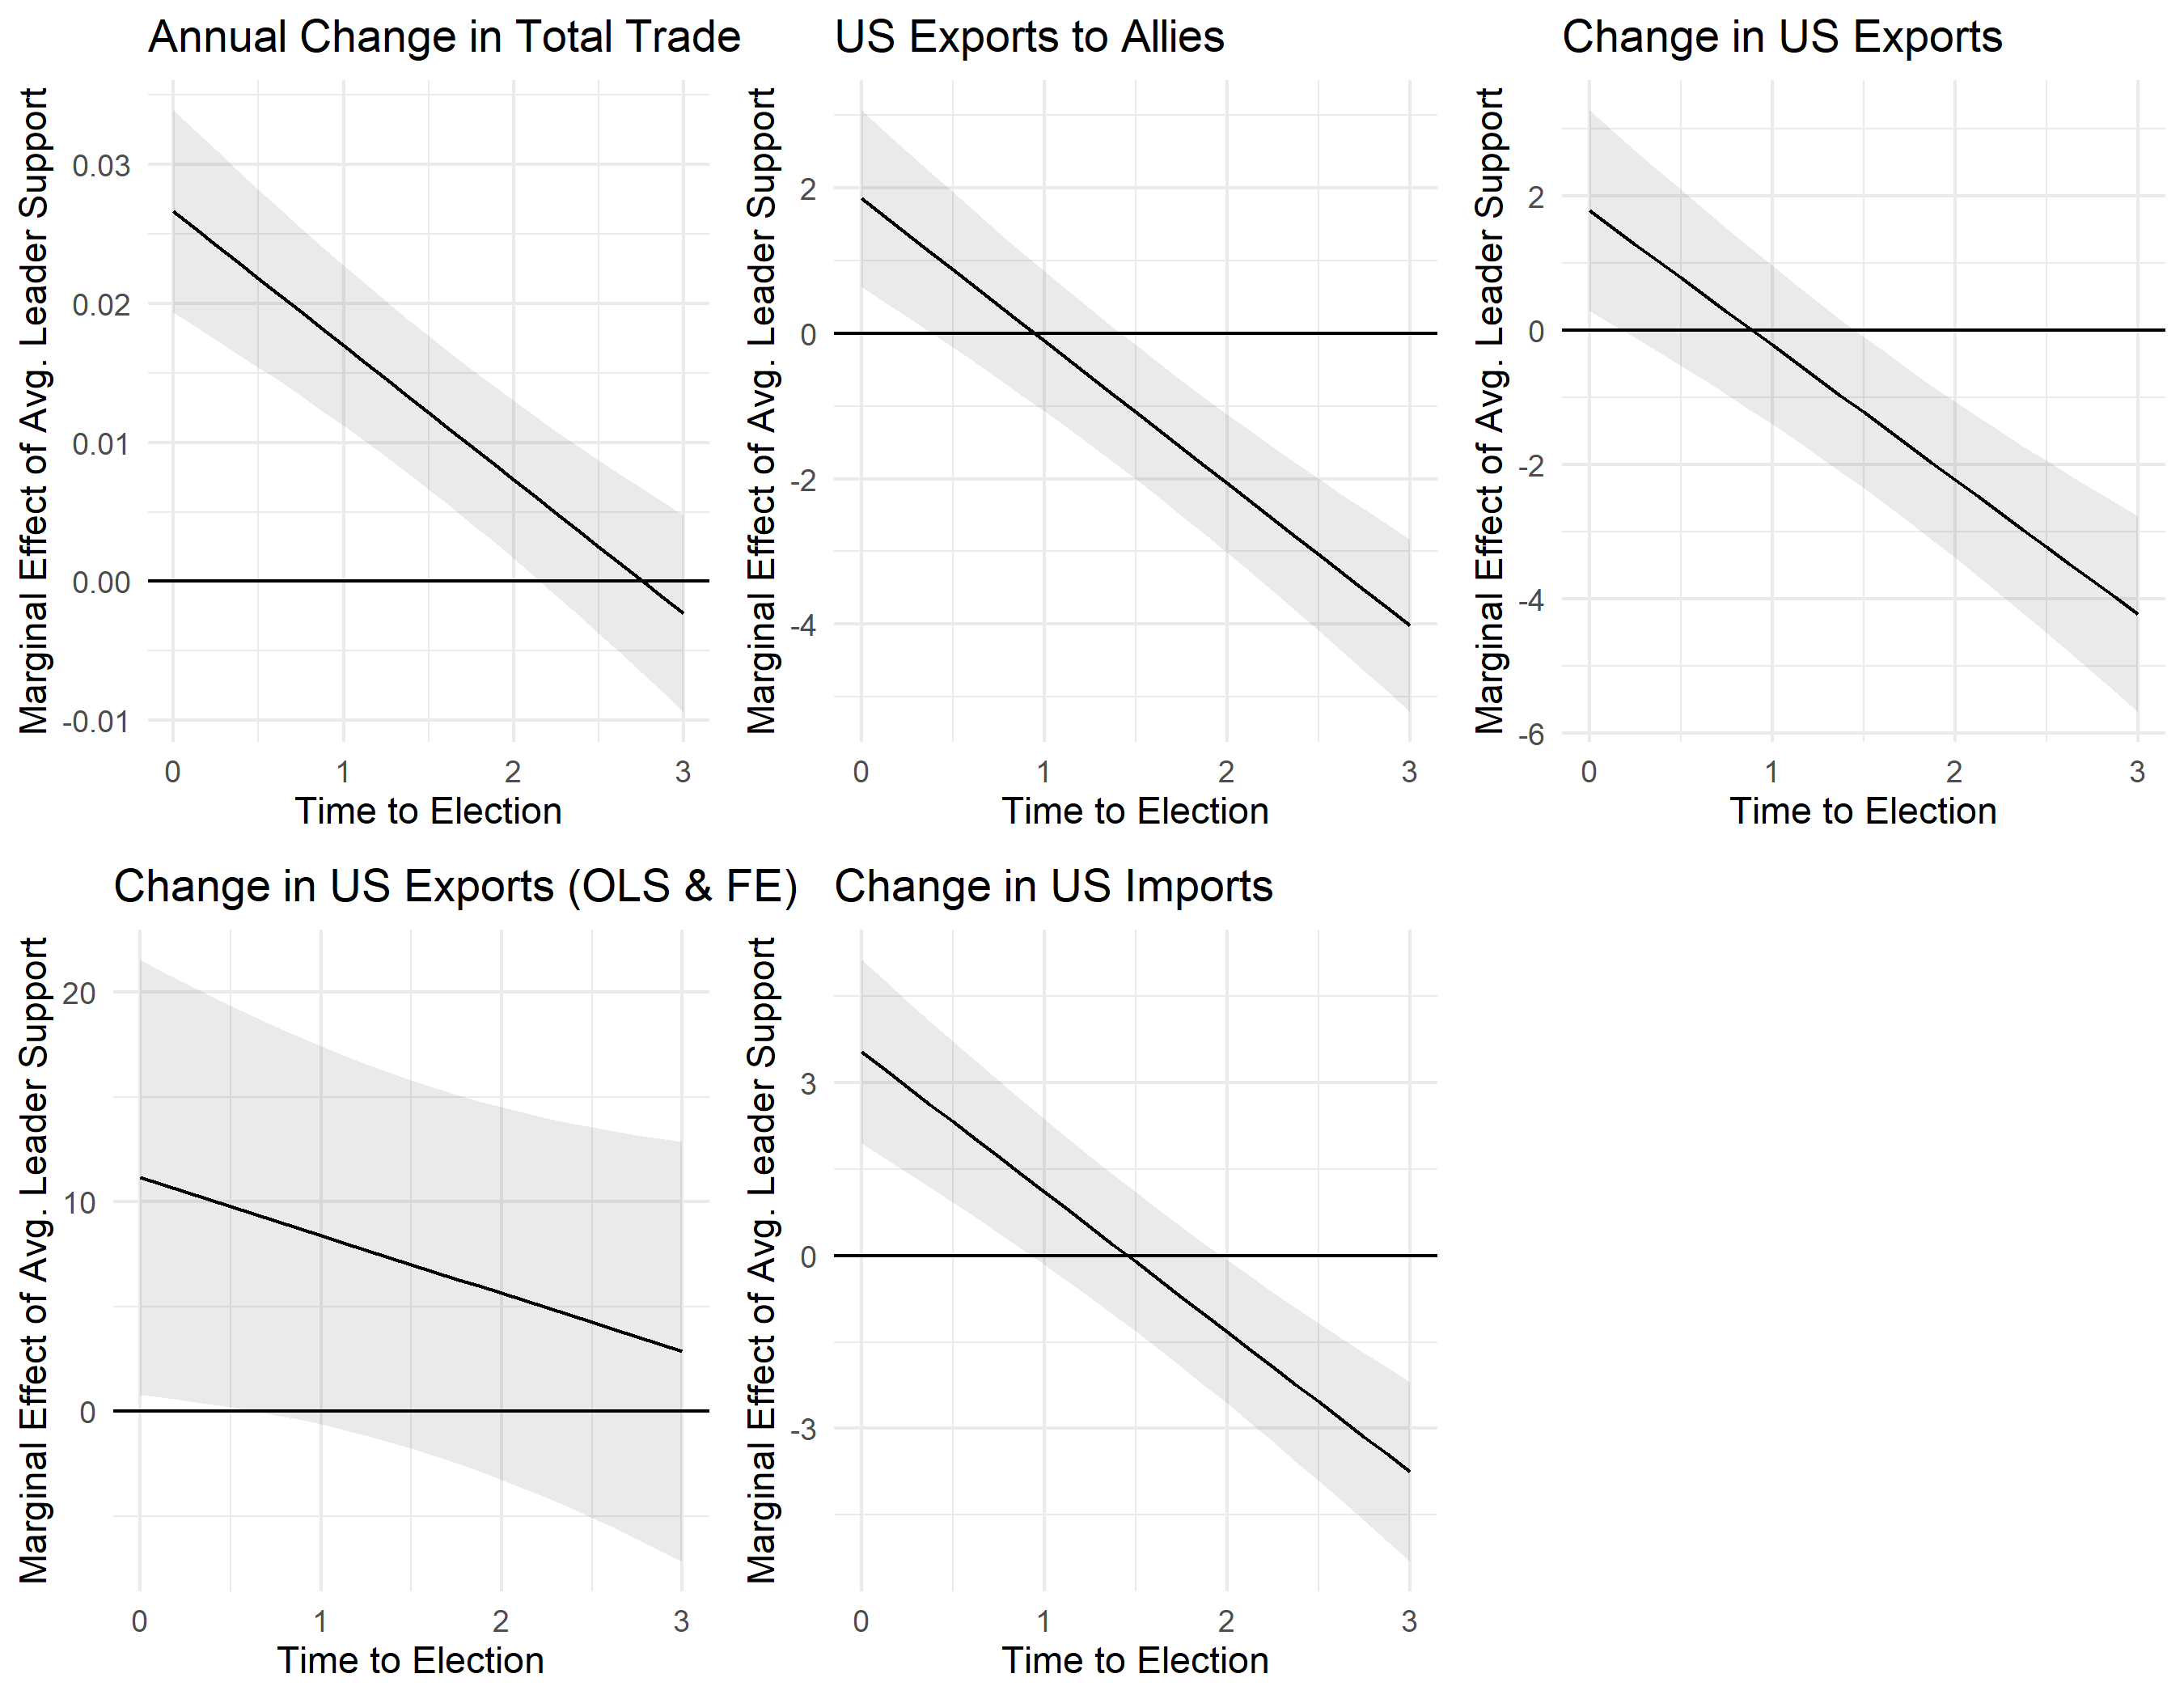 Annual Change in Total Trade
Marginal Effect of Avg. Leader Support
0.03
0.02
0.01
0.00
-0.01
0 1 2 3
Time to Election
US Exports to Allies
Marginal Effect of Avg. Leader Support
2
0
-2
-4
0 1 2 3
Time to Election
Change in US Exports
Marginal Effect of Avg. Leader Support
2
0
-2
-4
-6
0 1 2 3
Time to Election
Change in US Exports (OLS & FE)
Marginal Effect of Avg. Leader Support
20
10
0
0 1 2 3
Time to Election
Change in US Imports
Marginal Effect of Avg. Leader Support
3
0
-3
0 1 2 3
Time to Election